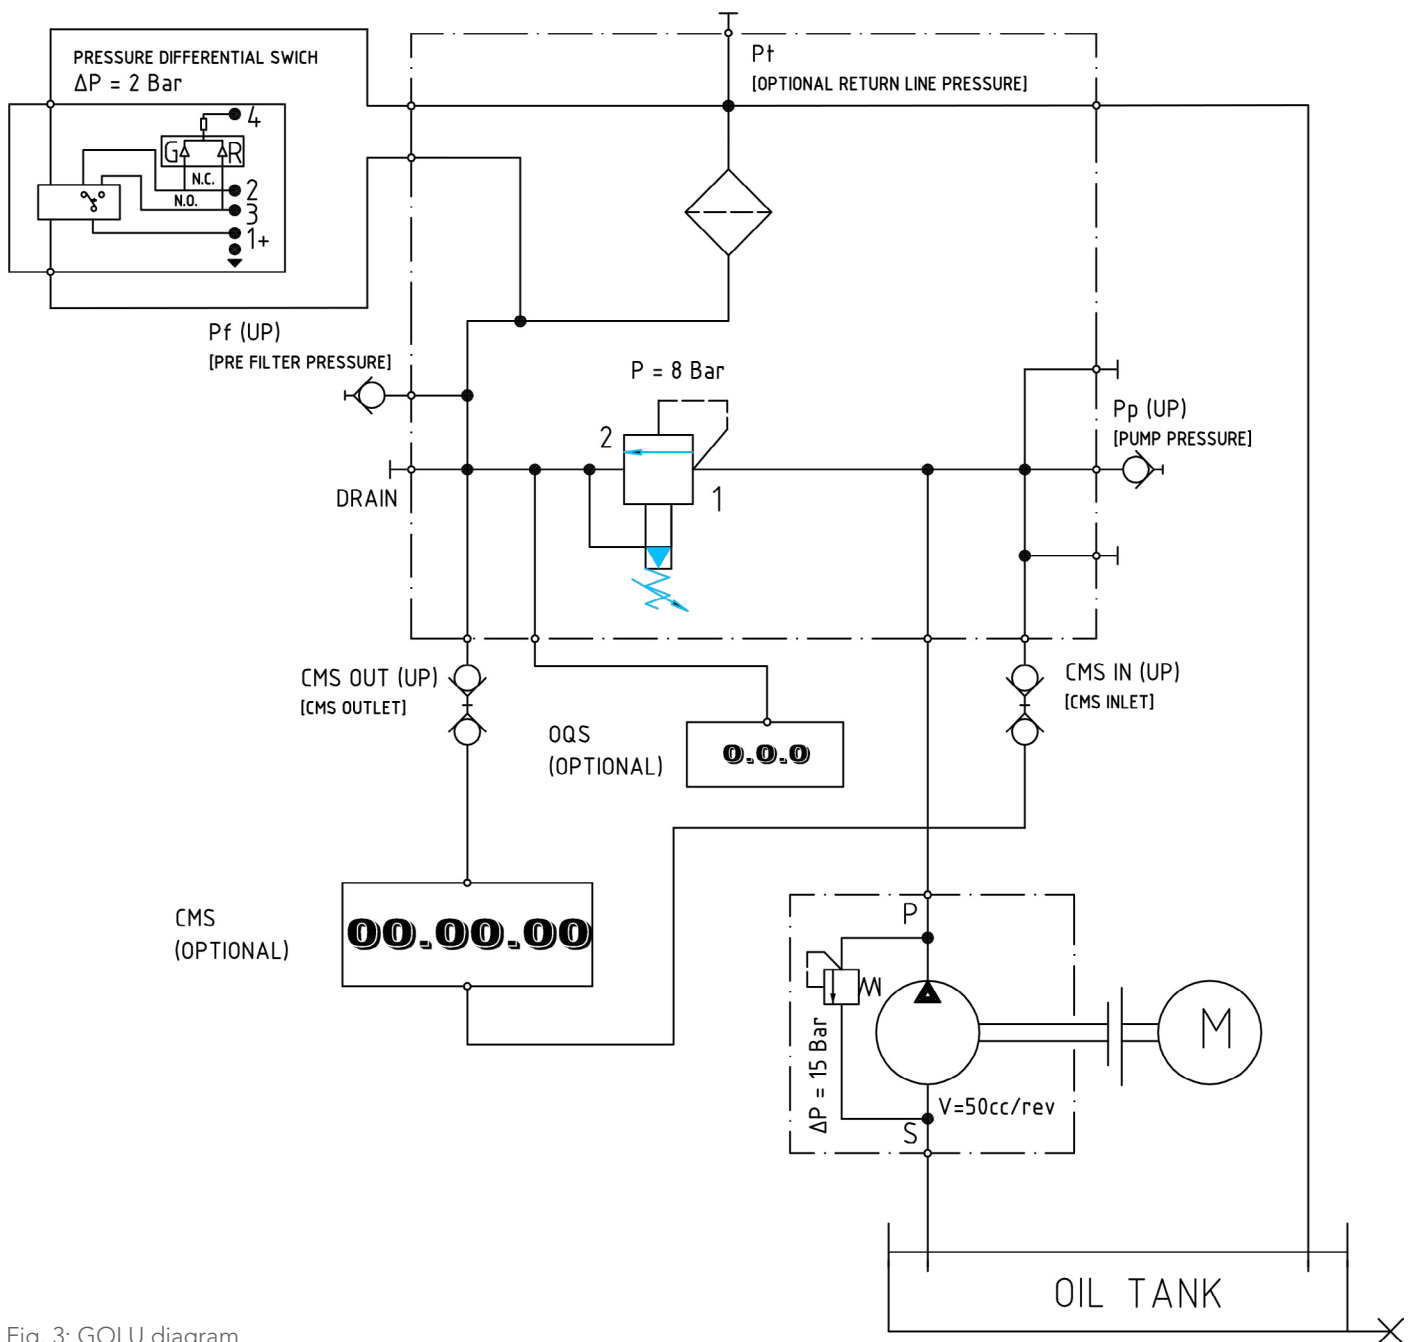 PRESSURE DIFFERENTIAL SWICH
ΔP = 2 Bar
4
G R
N.C.
2
N.O.
3
1+
Pt
[OPTIONAL RETURN LINE PRESSURE]
Pf (UP)
[PRE FILTER PRESSURE]
P = 8 Bar
2
1
Pp (UP)
[PUMP PRESSURE]
DRAIN
CMS OUT (UP)
[CMS OUTLET]
CMS IN (UP)
[CMS INLET]
OQS
(OPTIONAL)
0.0.0
CMS
(OPTIONAL)
00.00.00
P
ΔP = 15 Bar
M
V=50cc/rev
S
OIL TANK
Fig. 3: GOLU diagram